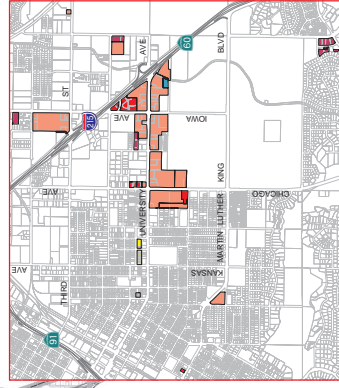 AVE
BLVD
60
ST
AVE
IOWA
215
AVE
UNIVERSITY
MARTIN LUTHER KING
CHICAGO
AVE
THIRD
KANSAS
91